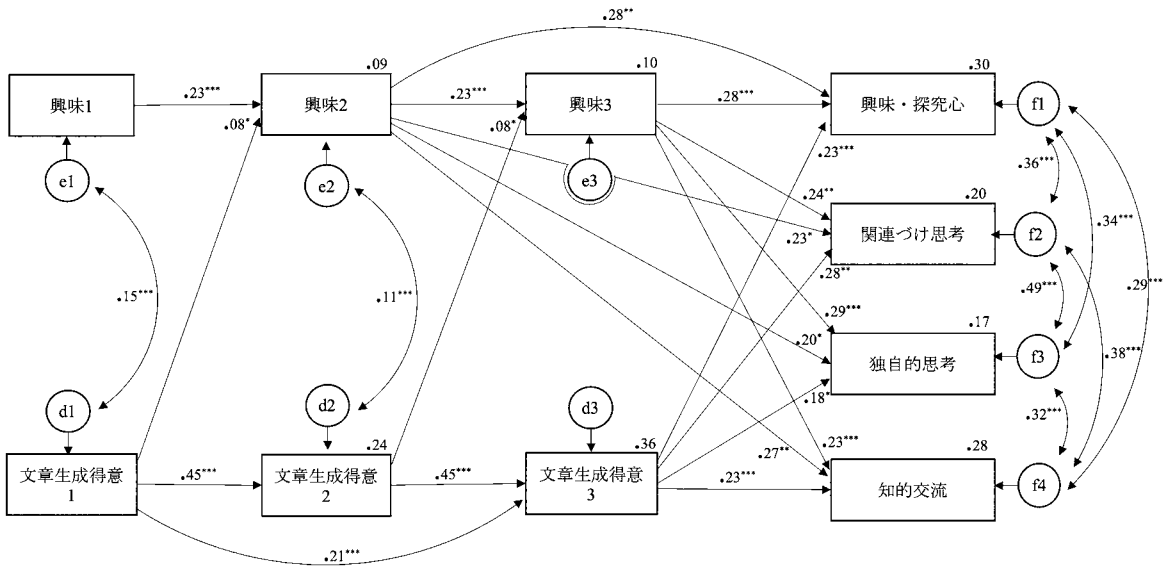 .28**
.09
.10
.30
興味1
.23***
興味2
.23***
興味3
.28***
興味・探究心
f1
.08*
.08*
.23***
.36***
e1
e2
e3
.24**
.20
.34***
関連づけ思考
f2
.23*
.28**
.15***
.11***
.49***
.29***
.29***
.17
.20*
独自的思考
f3
.38***
.18*
d1
d2
d3
.32***
.24
.36
.27**
.23***
.28
文章生成得意
1
.45***
文章生成得意
2
.45***
文章生成得意
3
.23***
知的交流
f4
.21***